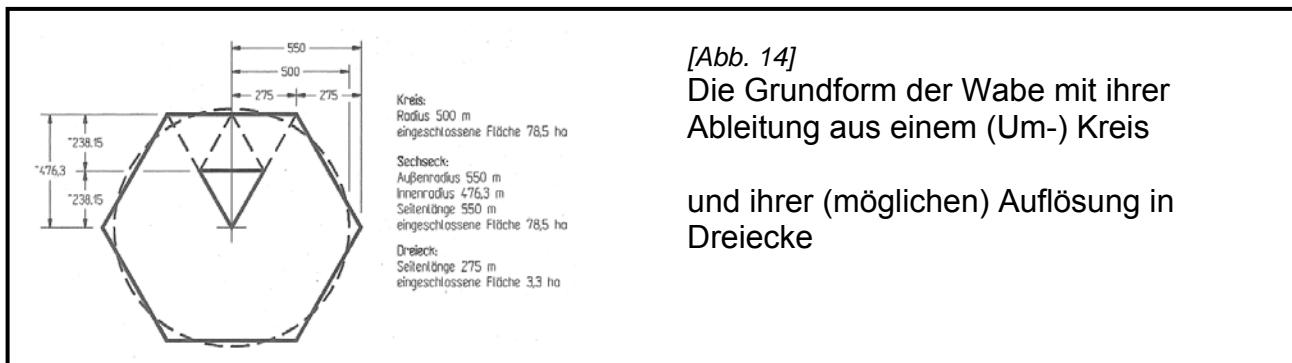 550
500
275
275
~238.15
~476,3
~238.15
Kreis:
Radius 500 m
eingeschlossene Fläche 78,5 ha
Sechseck:
Außenradius 550 m
Innenradius 476,3 m
Seitenlänge 550 m
eingeschlossene Fläche 78,5 ha
Dreieck:
Seitenlänge 275 m
eingeschlossene Fläche 3,3 ha
[Abb. 14]
Die Grundform der Wabe mit ihrer
Ableitung aus einem (Um-) Kreis
und ihrer (möglichen) Auflösung in
Dreiecke